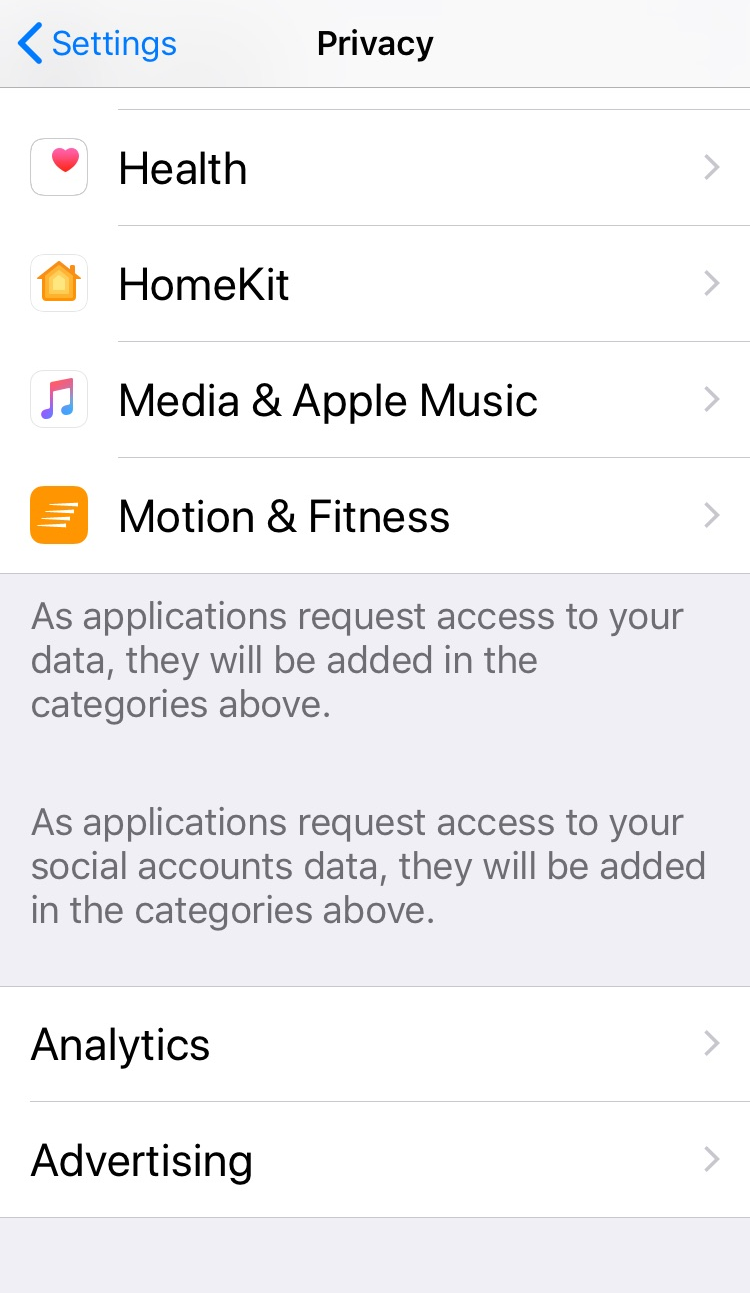 Settings
Privacy
Health
HomeKit
Media & Apple Music
Motion & Fitness
As applications request access to your
data, they will be added in the
categories above.
As applications request access to your
social accounts data, they will be added
in the categories above.
Analytics
Advertising